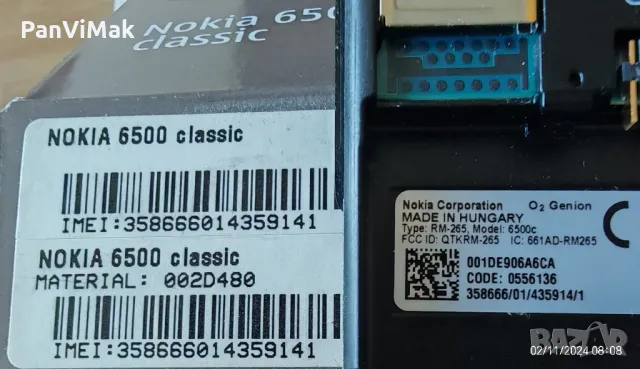 PanViMak
Nokia 650
classic
NOKIA 6500 classic
IMEI:358666014359141
NOKIA 6500 classic
MATERIAL: 002D480
IMEI:358666014359141
Nokia Corporation O2 Genion
MADE IN HUNGARY
Type: RM-265, Model: 6500c
FCC ID: QTKRM-265 IC: 661AD-RM265
001DE906A6CA
CODE: 0556136
358666/01/435914/1
BAZAR
02/11/2024 08:08